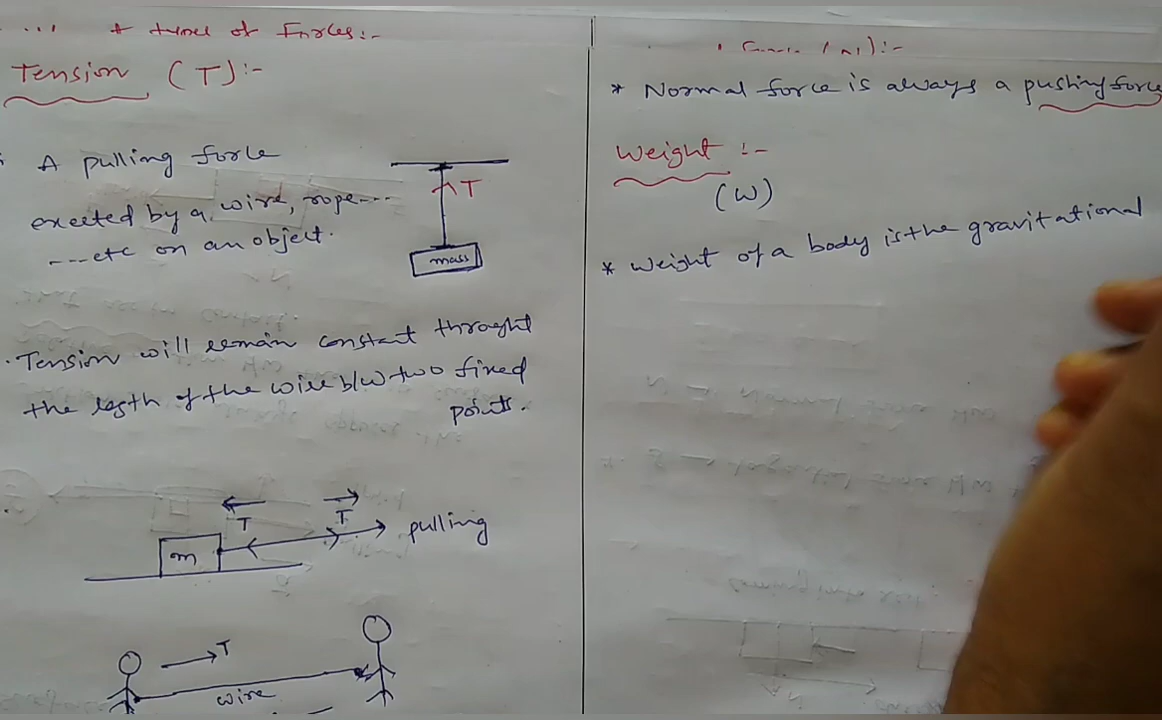 * types of Forces:-
Tension (T):-
A pulling force
exerted by a wire, rope---
---etc on an object.
T
mass
Tension will remain constant throught
the legth of the wire b/w two fixed
points.
T
T
m
pulling
T
wire
* Normal force is always a pushing force
Weight :-
(W)
* Weight of a body is the gravitational